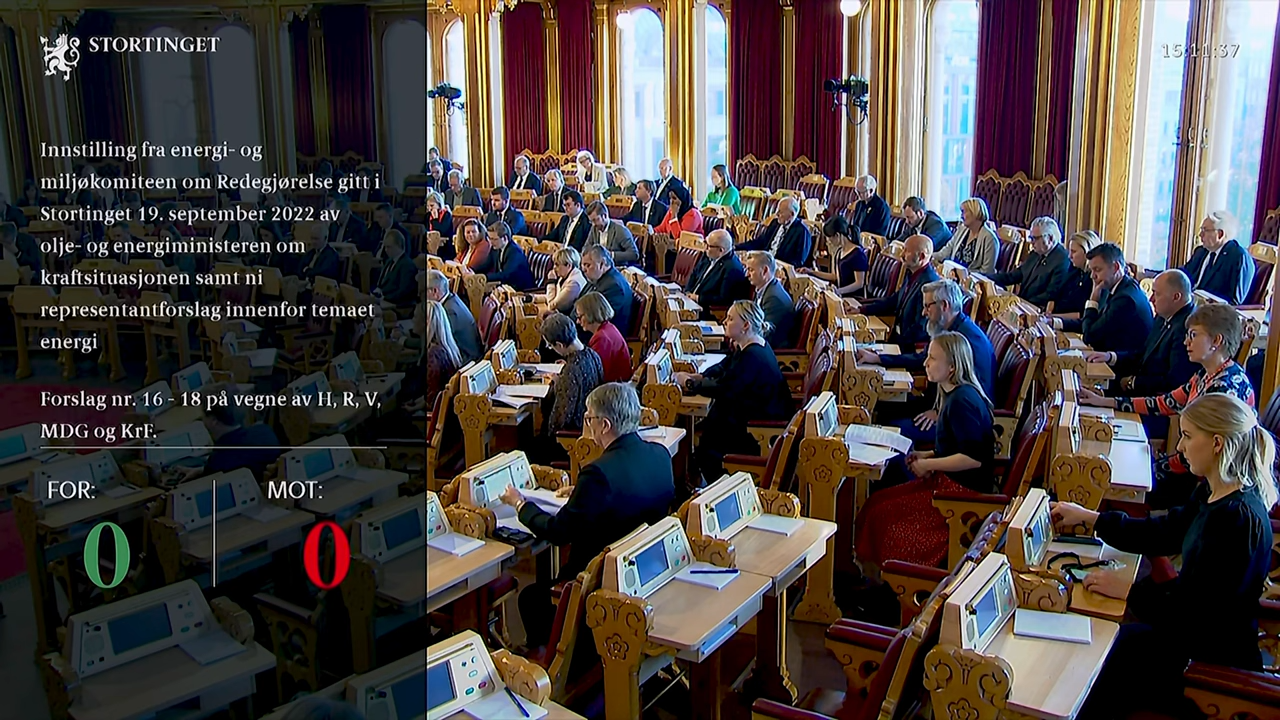 STORTINGET
15:11:37
Innstilling fra energi- og
miljøkomiteen om Redegjørelse gitt i
Stortinget 19. september 2022 av
olje- og energiministeren om
kraftsituasjonen samt ni
representantforslag innenfor temaet
energi
Forslag nr. 16 - 18 på vegne av H, R, V,
MDG og KrF.
FOR: MOT:
0 0